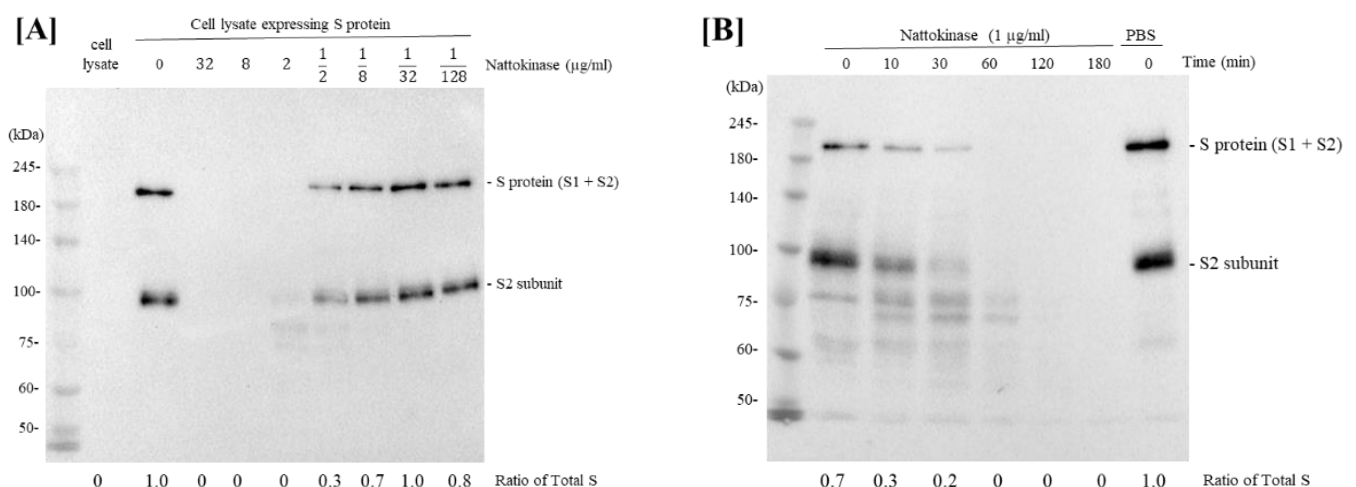 [A]
Cell lysate expressing S protein
cell
lysate
0 32 8 2 1/2 1/8 1/32 1/128 Nattokinase (µg/ml)
(kDa)
245-
180-
140-
100-
75-
60-
50-
- S protein (S1 + S2)
- S2 subunit
0 1.0 0 0 0 0.3 0.7 1.0 0.8 Ratio of Total S
[B]
Nattokinase (1 µg/ml) PBS
0 10 30 60 120 180 0 Time (min)
(kDa)
245-
180-
140-
100-
75-
60-
50-
- S protein (S1 + S2)
- S2 subunit
0.7 0.3 0.2 0 0 0 1.0 Ratio of Total S